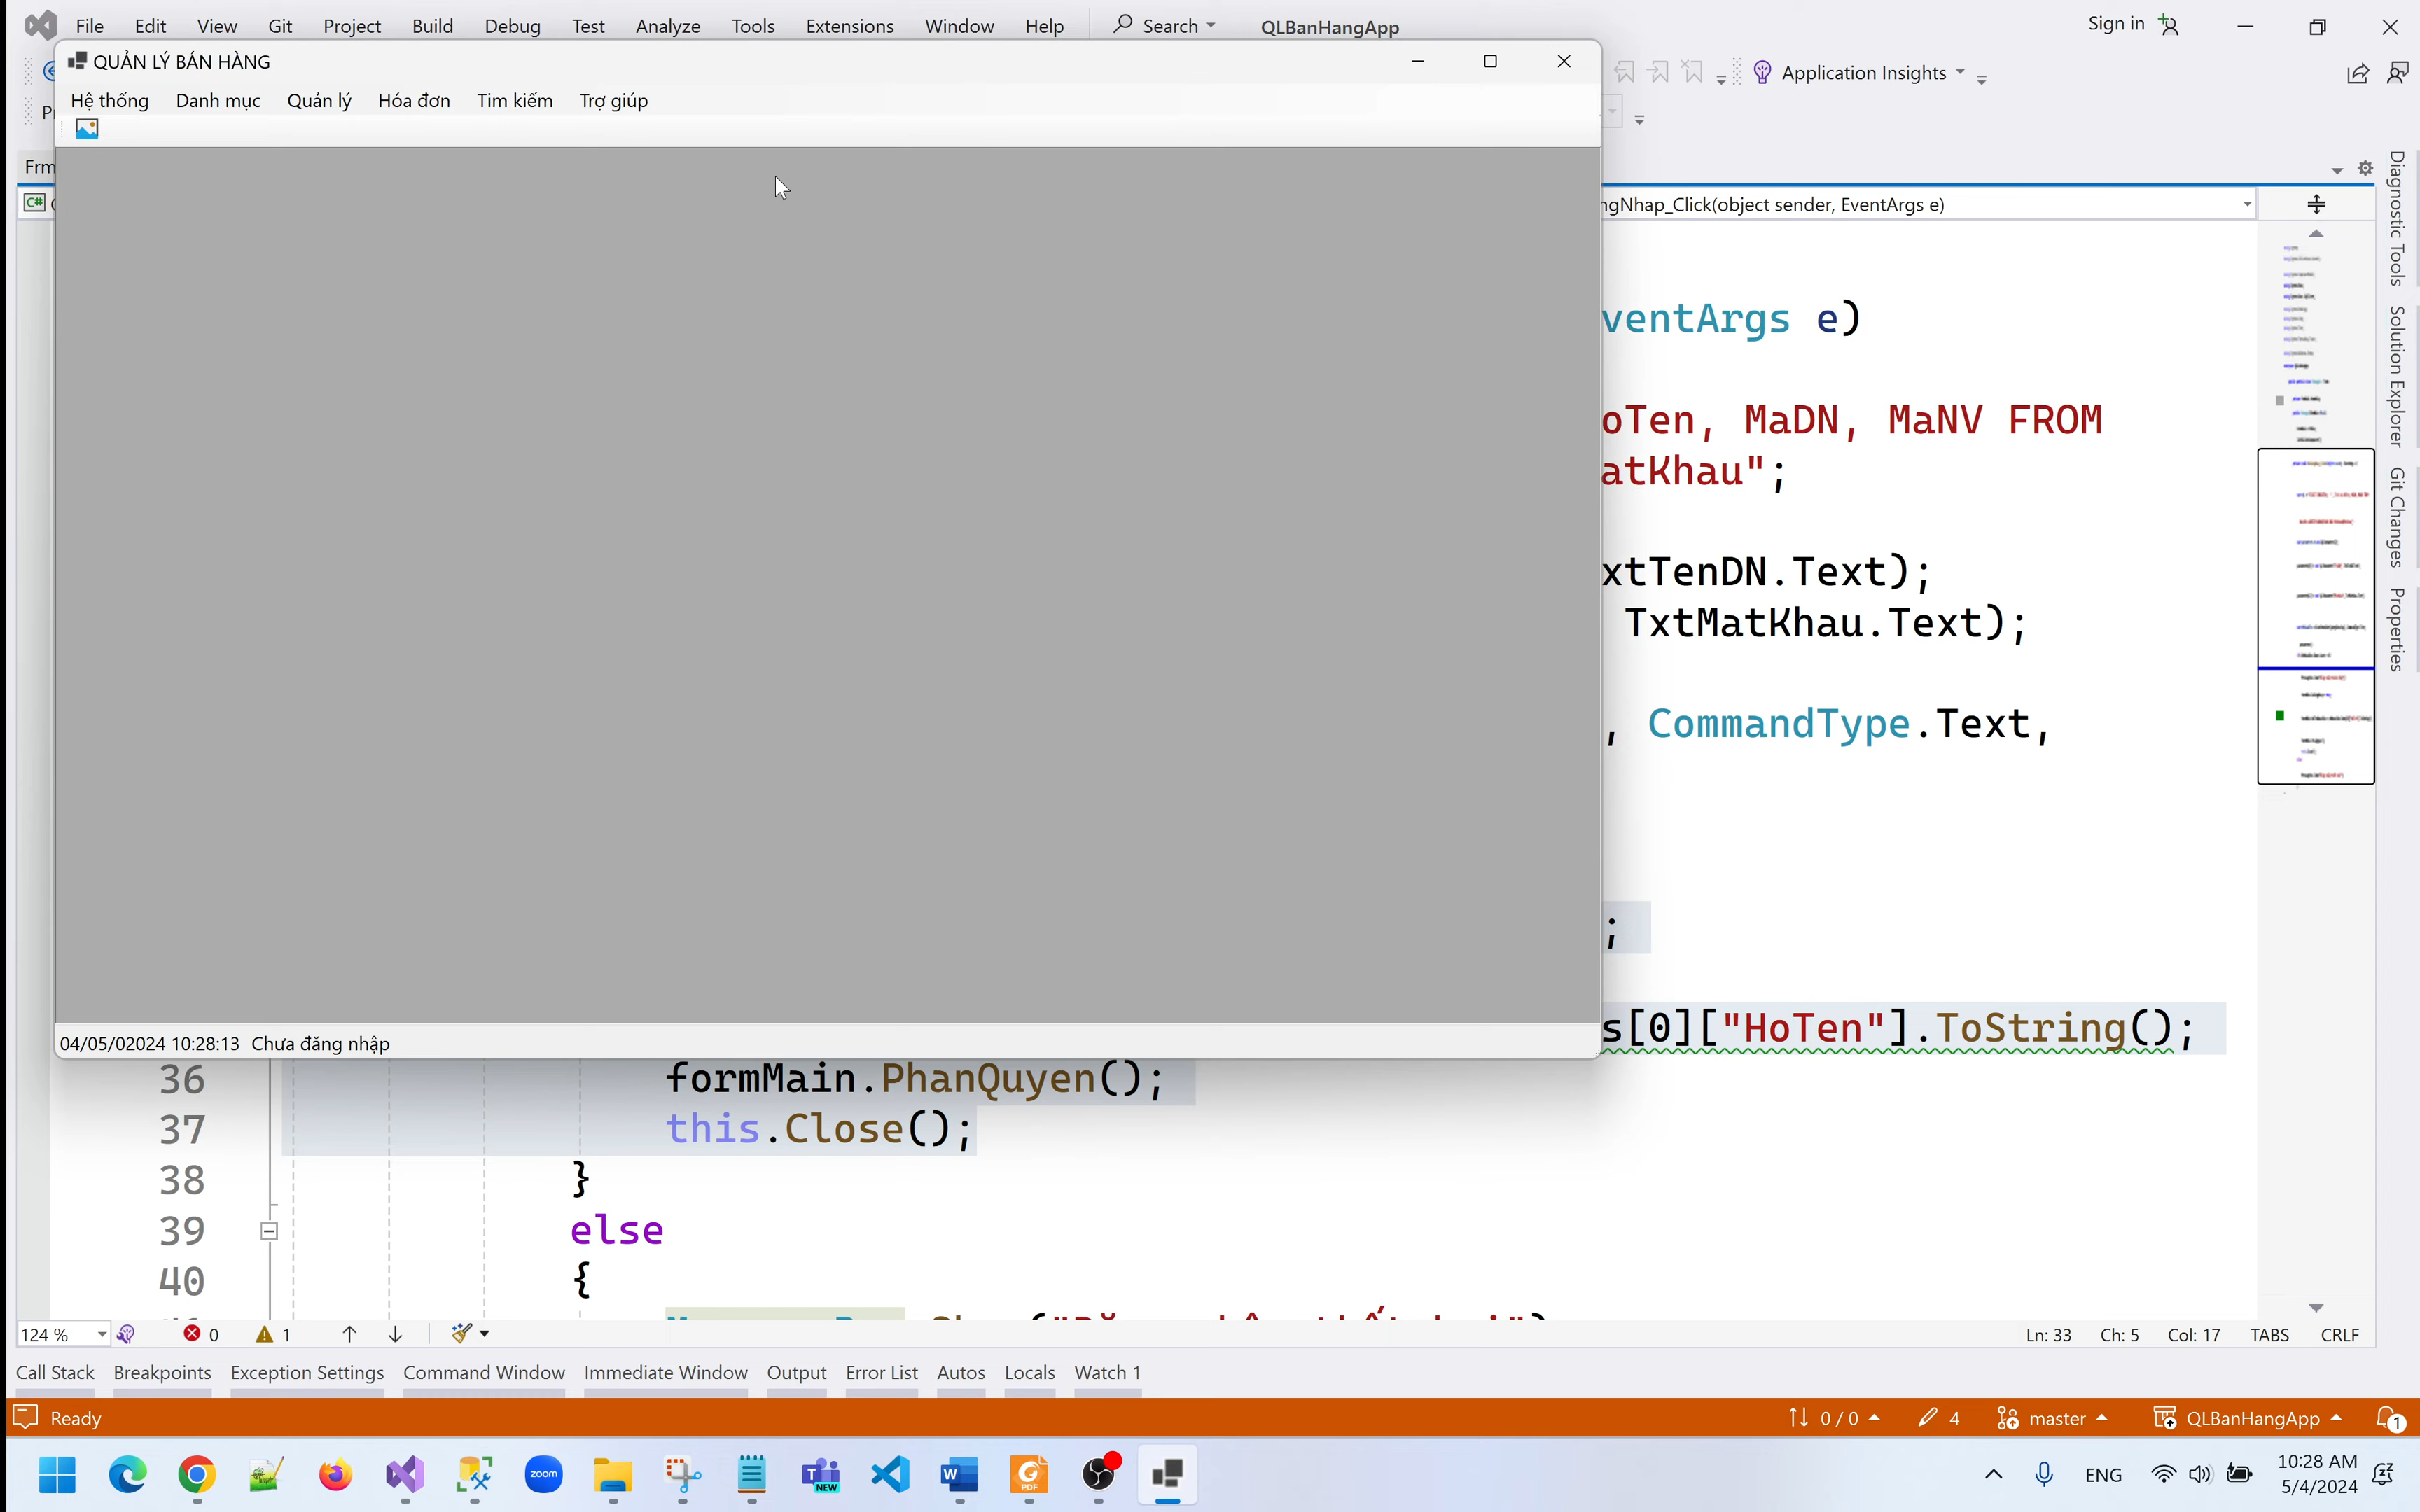 File Edit View Git Project Build Debug Test Analyze Tools Extensions Window Help Search QLBanHangApp Sign in
QUẢN LÝ BÁN HÀNG
Hệ thống Danh mục Quản lý Hóa đơn Tìm kiếm Trợ giúp
Application Insights
Frm
ngNhap_Click(object sender, EventArgs e)
Diagnostic Tools
Solution Explorer
Git Changes
Properties
ventArgs e)
oTen, MaDN, MaNV FROM
atKhau";
xtTenDN.Text);
TxtMatKhau.Text);
, CommandType.Text,
;
s[0]["HoTen"].ToString();
04/05/02024 10:28:13 Chưa đăng nhập
36 formMain.PhanQuyen();
37 this.Close();
38 }
39 else
40 {
124 % 0 1 Ln: 33 Ch: 5 Col: 17 TABS CRLF
Call Stack Breakpoints Exception Settings Command Window Immediate Window Output Error List Autos Locals Watch 1
Ready 0 / 0 4 master QLBanHangApp 1
zoom NEW PDF ENG 10:28 AM
5/4/2024